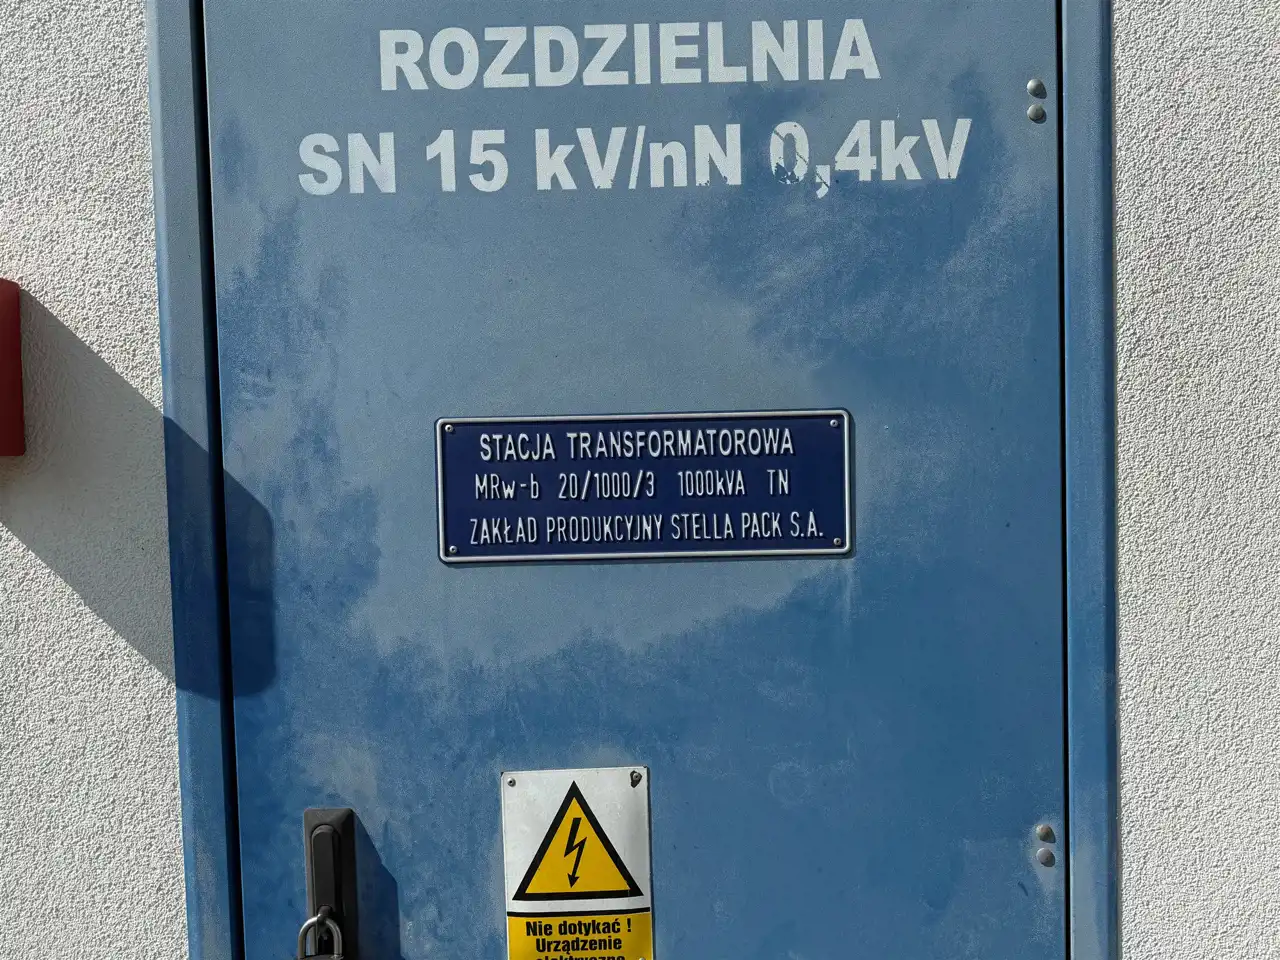 ROZDZIELNIA
SN 15 kV/nN 0,4kV
STACJA TRANSFORMATOROWA
MRw-b 20/1000/3 1000kVA TN
ZAKŁAD PRODUKCYJNY STELLA PACK S.A.
Nie dotykać !
Urządzenie
elektryczne